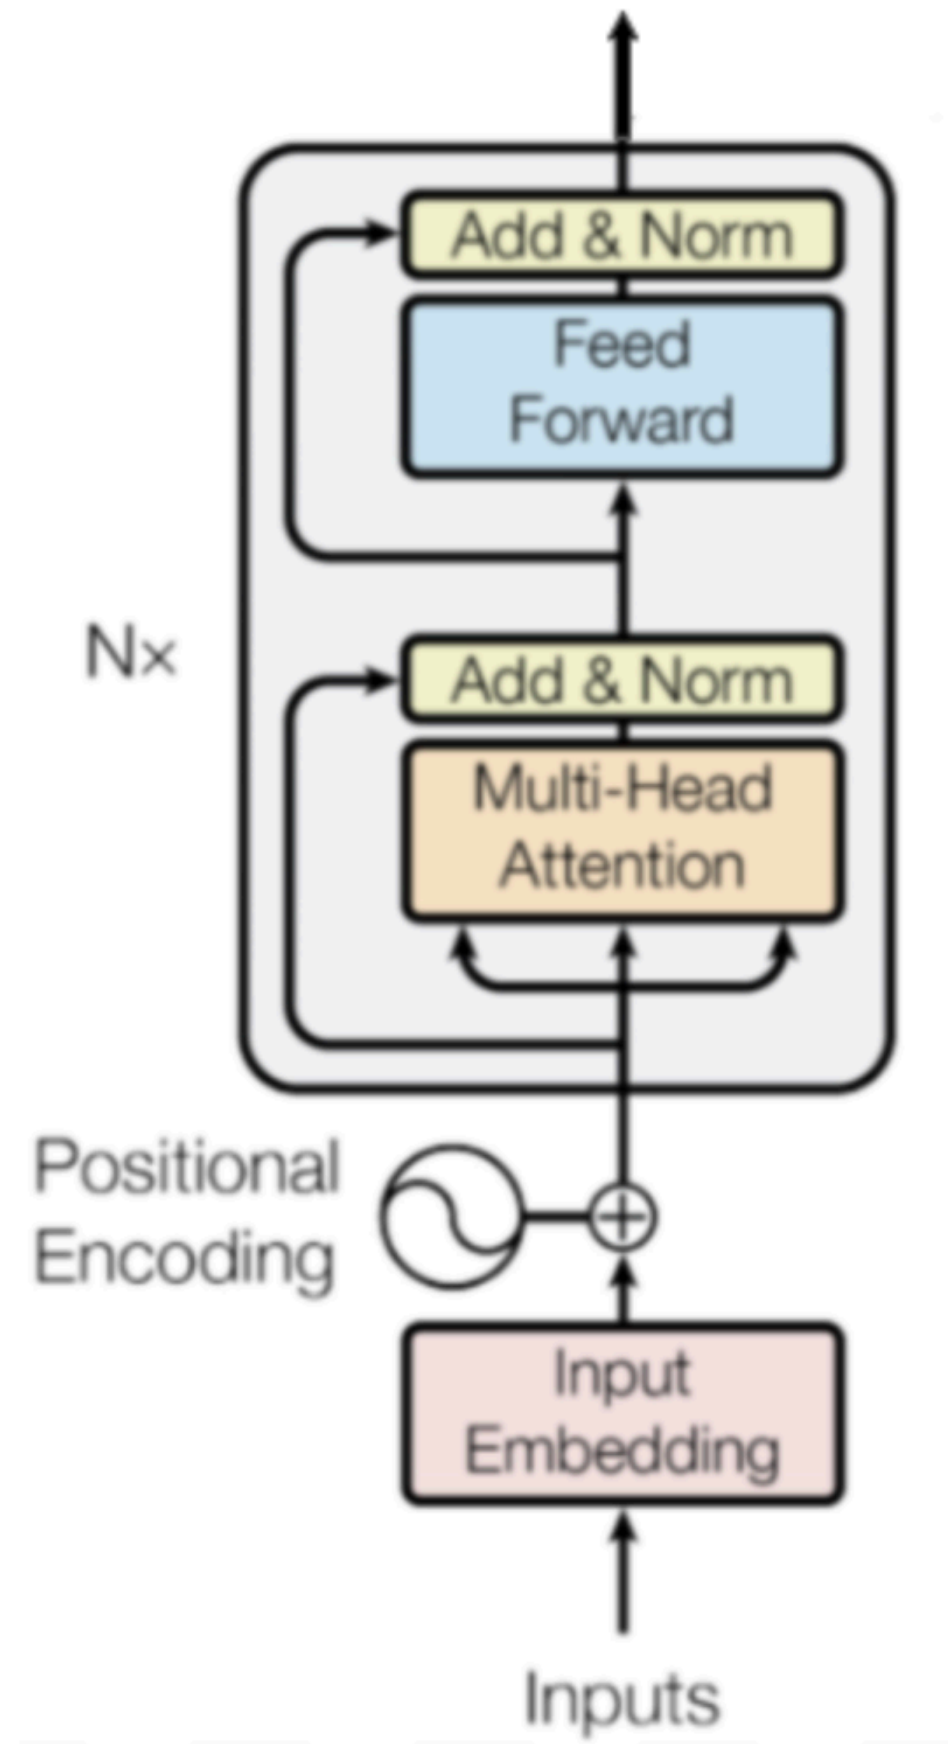 Add & Norm
Feed
Forward
Nx
Add & Norm
Multi-Head
Attention
Positional
Encoding
Input
Embedding
Inputs